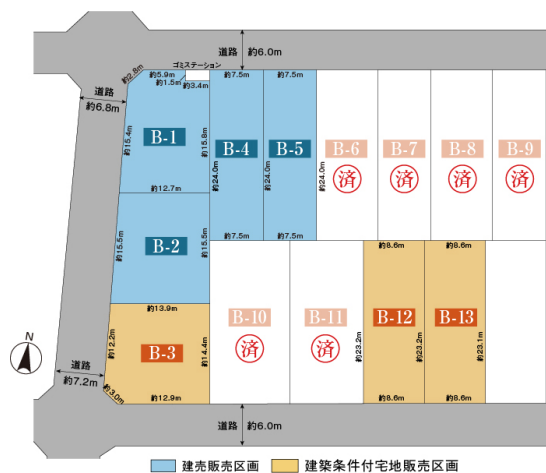 道路
約6.0m
ゴミステーション
約2.8m
約5.9m
約1.5m
約3.4m
約7.5m
約7.5m
道路
約6.8m
B-1
B-4
B-5
B-6
済
B-7
済
B-8
済
B-9
済
約15.4m
約15.8m
約24.0m
約24.0m
約24.0m
約12.7m
B-2
約15.5m
約15.5m
約7.5m
約7.5m
約8.6m
約8.6m
約13.9m
B-3
B-10
済
B-11
済
B-12
B-13
約12.2m
約14.4m
約23.2m
約23.2m
約23.1m
N
道路
約7.2m
約3.0m
約12.9m
約8.6m
約8.6m
道路
約6.0m
建売販売区画
建築条件付宅地販売区画